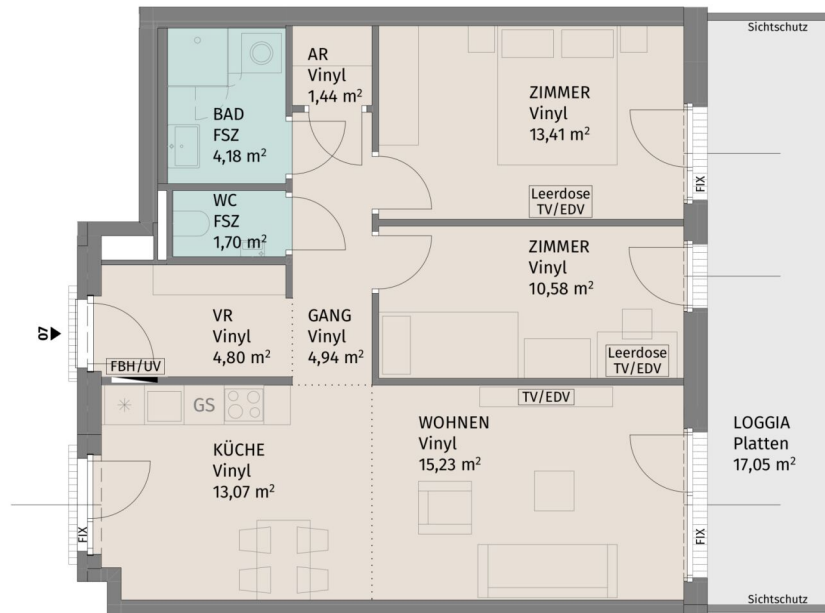 Sichtschutz
AR
Vinyl
1,44 m²
ZIMMER
Vinyl
13,41 m²
BAD
FSZ
4,18 m²
Leerdose
TV/EDV
FIX
WC
FSZ
1,70 m²
ZIMMER
Vinyl
10,58 m²
07
VR
Vinyl
4,80 m²
GANG
Vinyl
4,94 m²
FBH/UV
Leerdose
TV/EDV
GS
TV/EDV
WOHNEN
Vinyl
15,23 m²
LOGGIA
Platten
17,05 m²
KÜCHE
Vinyl
13,07 m²
FIX
FIX
Sichtschutz